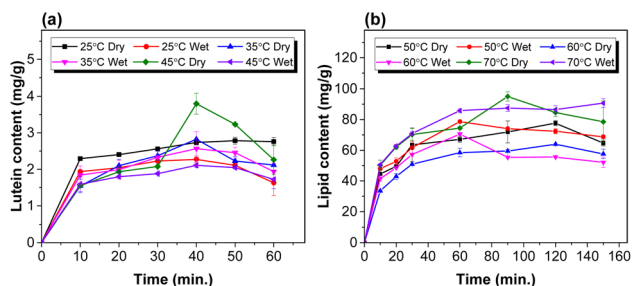 (a)
25°C Dry 25°C Wet 35°C Dry
35°C Wet 45°C Dry 45°C Wet
Lutein content (mg/g)
6
5
4
3
2
1
0
0 10 20 30 40 50 60
Time (min.)
(b)
50°C Dry 50°C Wet 60°C Dry
60°C Wet 70°C Dry 70°C Wet
Lipid content (mg/g)
120
100
80
60
40
20
0
0 20 40 60 80 100 120 140 160
Time (min.)